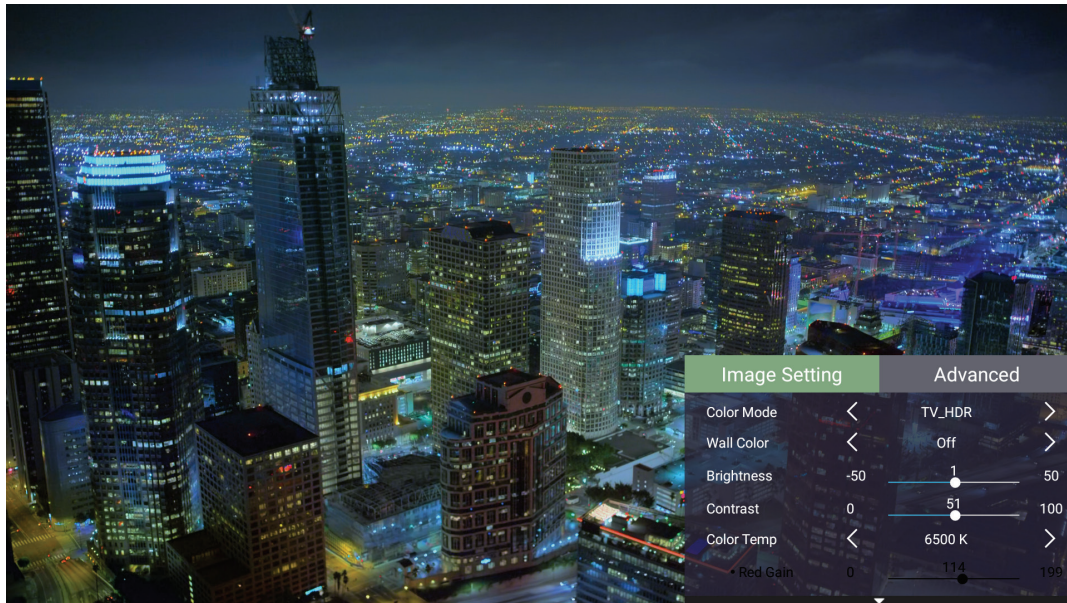 Image Setting Advanced
Color Mode TV_HDR
Wall Color Off
Brightness -50 1 50
Contrast 0 51 100
Color Temp 6500 K
• Red Gain 0 114 199